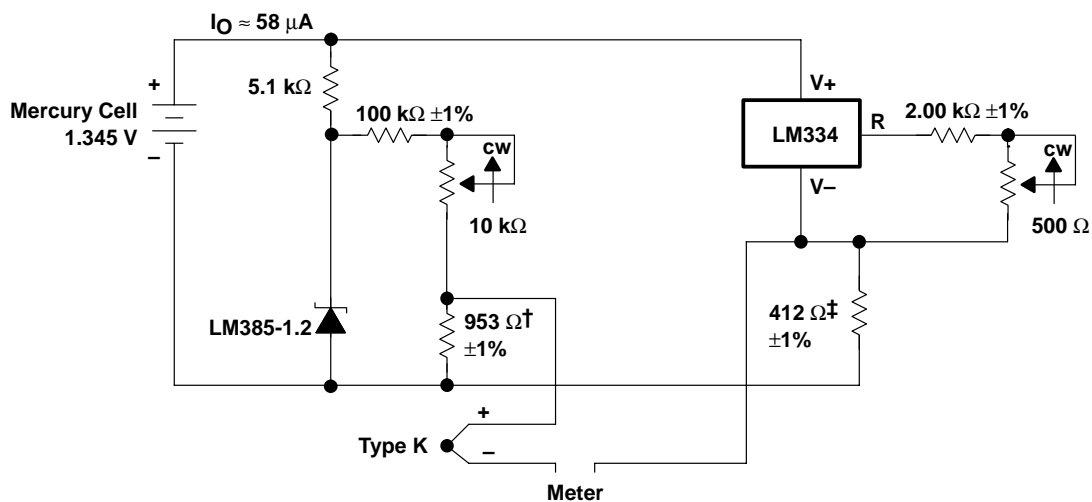 IO ≈ 58 μA
+
Mercury Cell
1.345 V
–
5.1 kΩ
100 kΩ ±1%
cw
10 kΩ
LM385-1.2
953 Ω†
±1%
V+
LM334
R
2.00 kΩ ±1%
cw
V–
500 Ω
412 Ω‡
±1%
+
Type K
–
Meter